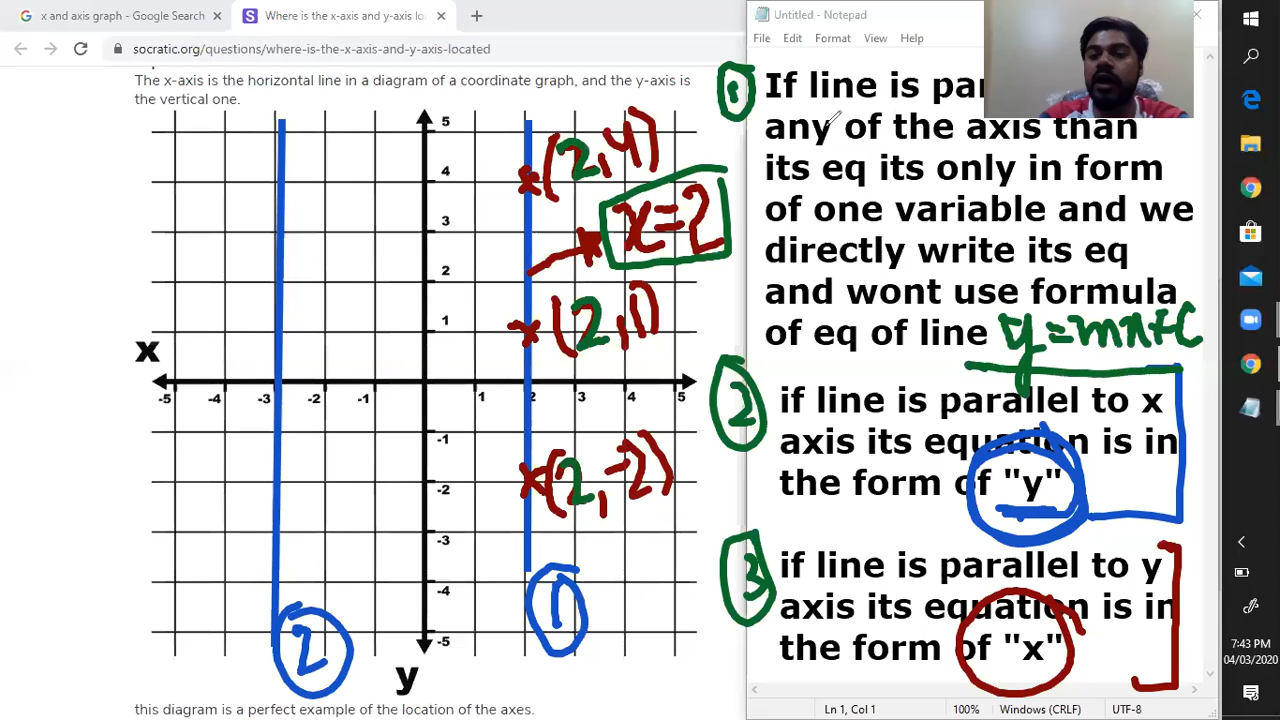 x and axis graph - Google Search
Where is the x-axis and y-axis lo
socratic.org/questions/where-is-the-x-axis-and-y-axis-located
The x-axis is the horizontal line in a diagram of a coordinate graph, and the y-axis is
the vertical one.
5
4
3
2
1
-5 -4 -3 -2 -1 1 2 3 4 5
-1
-2
-3
-4
-5
x
y
(2,4)
x=2
(2,1)
(2,-2)
1
2
this diagram is a perfect example of the location of the axes.
Untitled - Notepad
File Edit Format View Help
1
If line is par
any of the axis than
its eq its only in form
of one variable and we
directly write its eq
and wont use formula
of eq of line y=mx+c
2
if line is parallel to x
axis its equation is in
the form of "y"
3
if line is parallel to y
axis its equation is in
the form of "x"
Ln 1, Col 1 100% Windows (CRLF) UTF-8
7:43 PM
04/03/2020